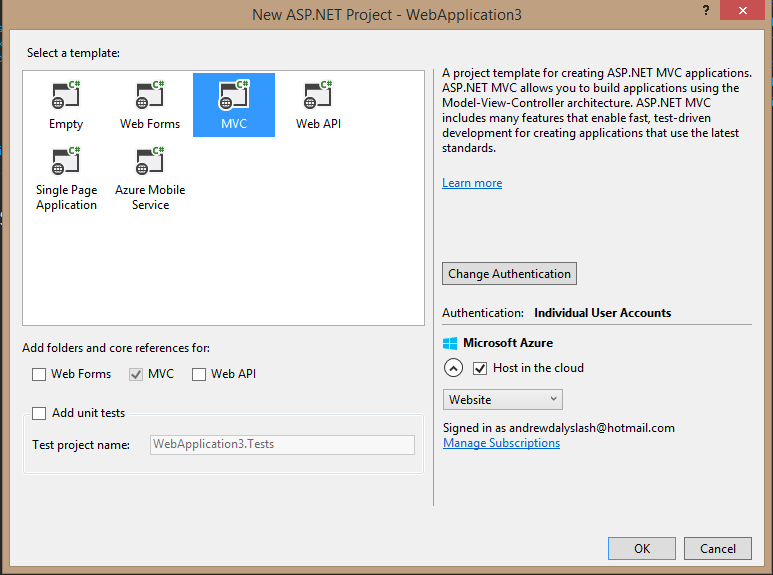 New ASP.NET Project - WebApplication3
?
Select a template:
C# C# C# C#
Empty Web Forms MVC Web API
C# C#
Single Page Azure Mobile
Application Service
A project template for creating ASP.NET MVC applications.
ASP.NET MVC allows you to build applications using the
Model-View-Controller architecture. ASP.NET MVC
includes many features that enable fast, test-driven
development for creating applications that use the latest
standards.
Learn more
Change Authentication
Authentication: Individual User Accounts
Add folders and core references for:
Web Forms MVC Web API
Add unit tests
Test project name: WebApplication3.Tests
Microsoft Azure
Host in the cloud
Website
Signed in as andrewdalyslash@hotmail.com
Manage Subscriptions
OK Cancel